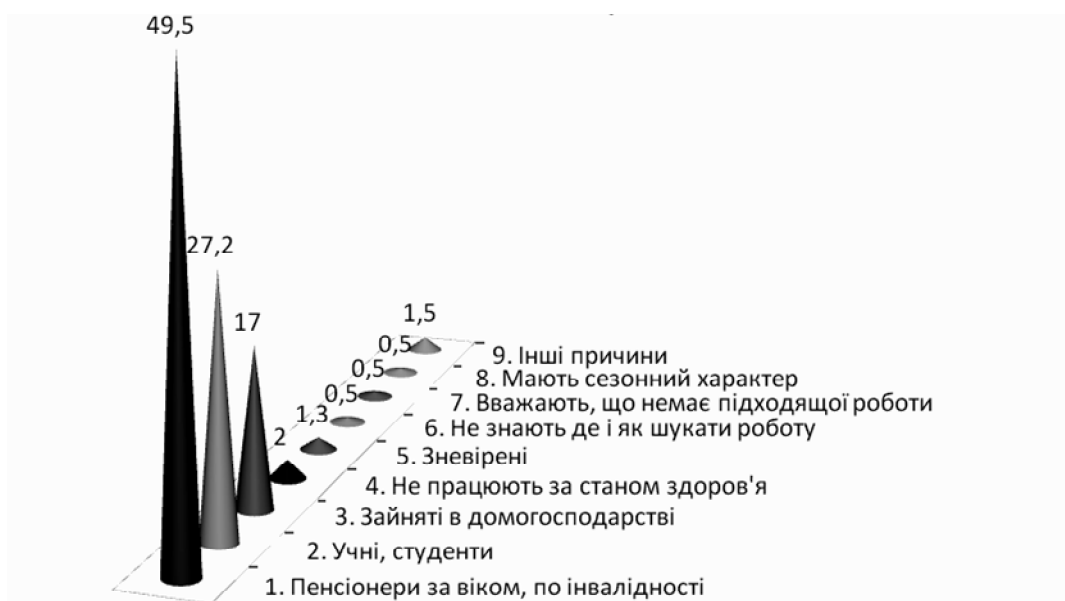 49,5
27,2
17
2
1,3
0,5
0,5
0,5
1,5
9. Інші причини
8. Мають сезонний характер
7. Вважають, що немає підходящої роботи
6. Не знають де і як шукати роботу
5. Зневірені
4. Не працюють за станом здоров'я
3. Зайняті в домогосподарстві
2. Учні, студенти
1. Пенсіонери за віком, по інвалідності